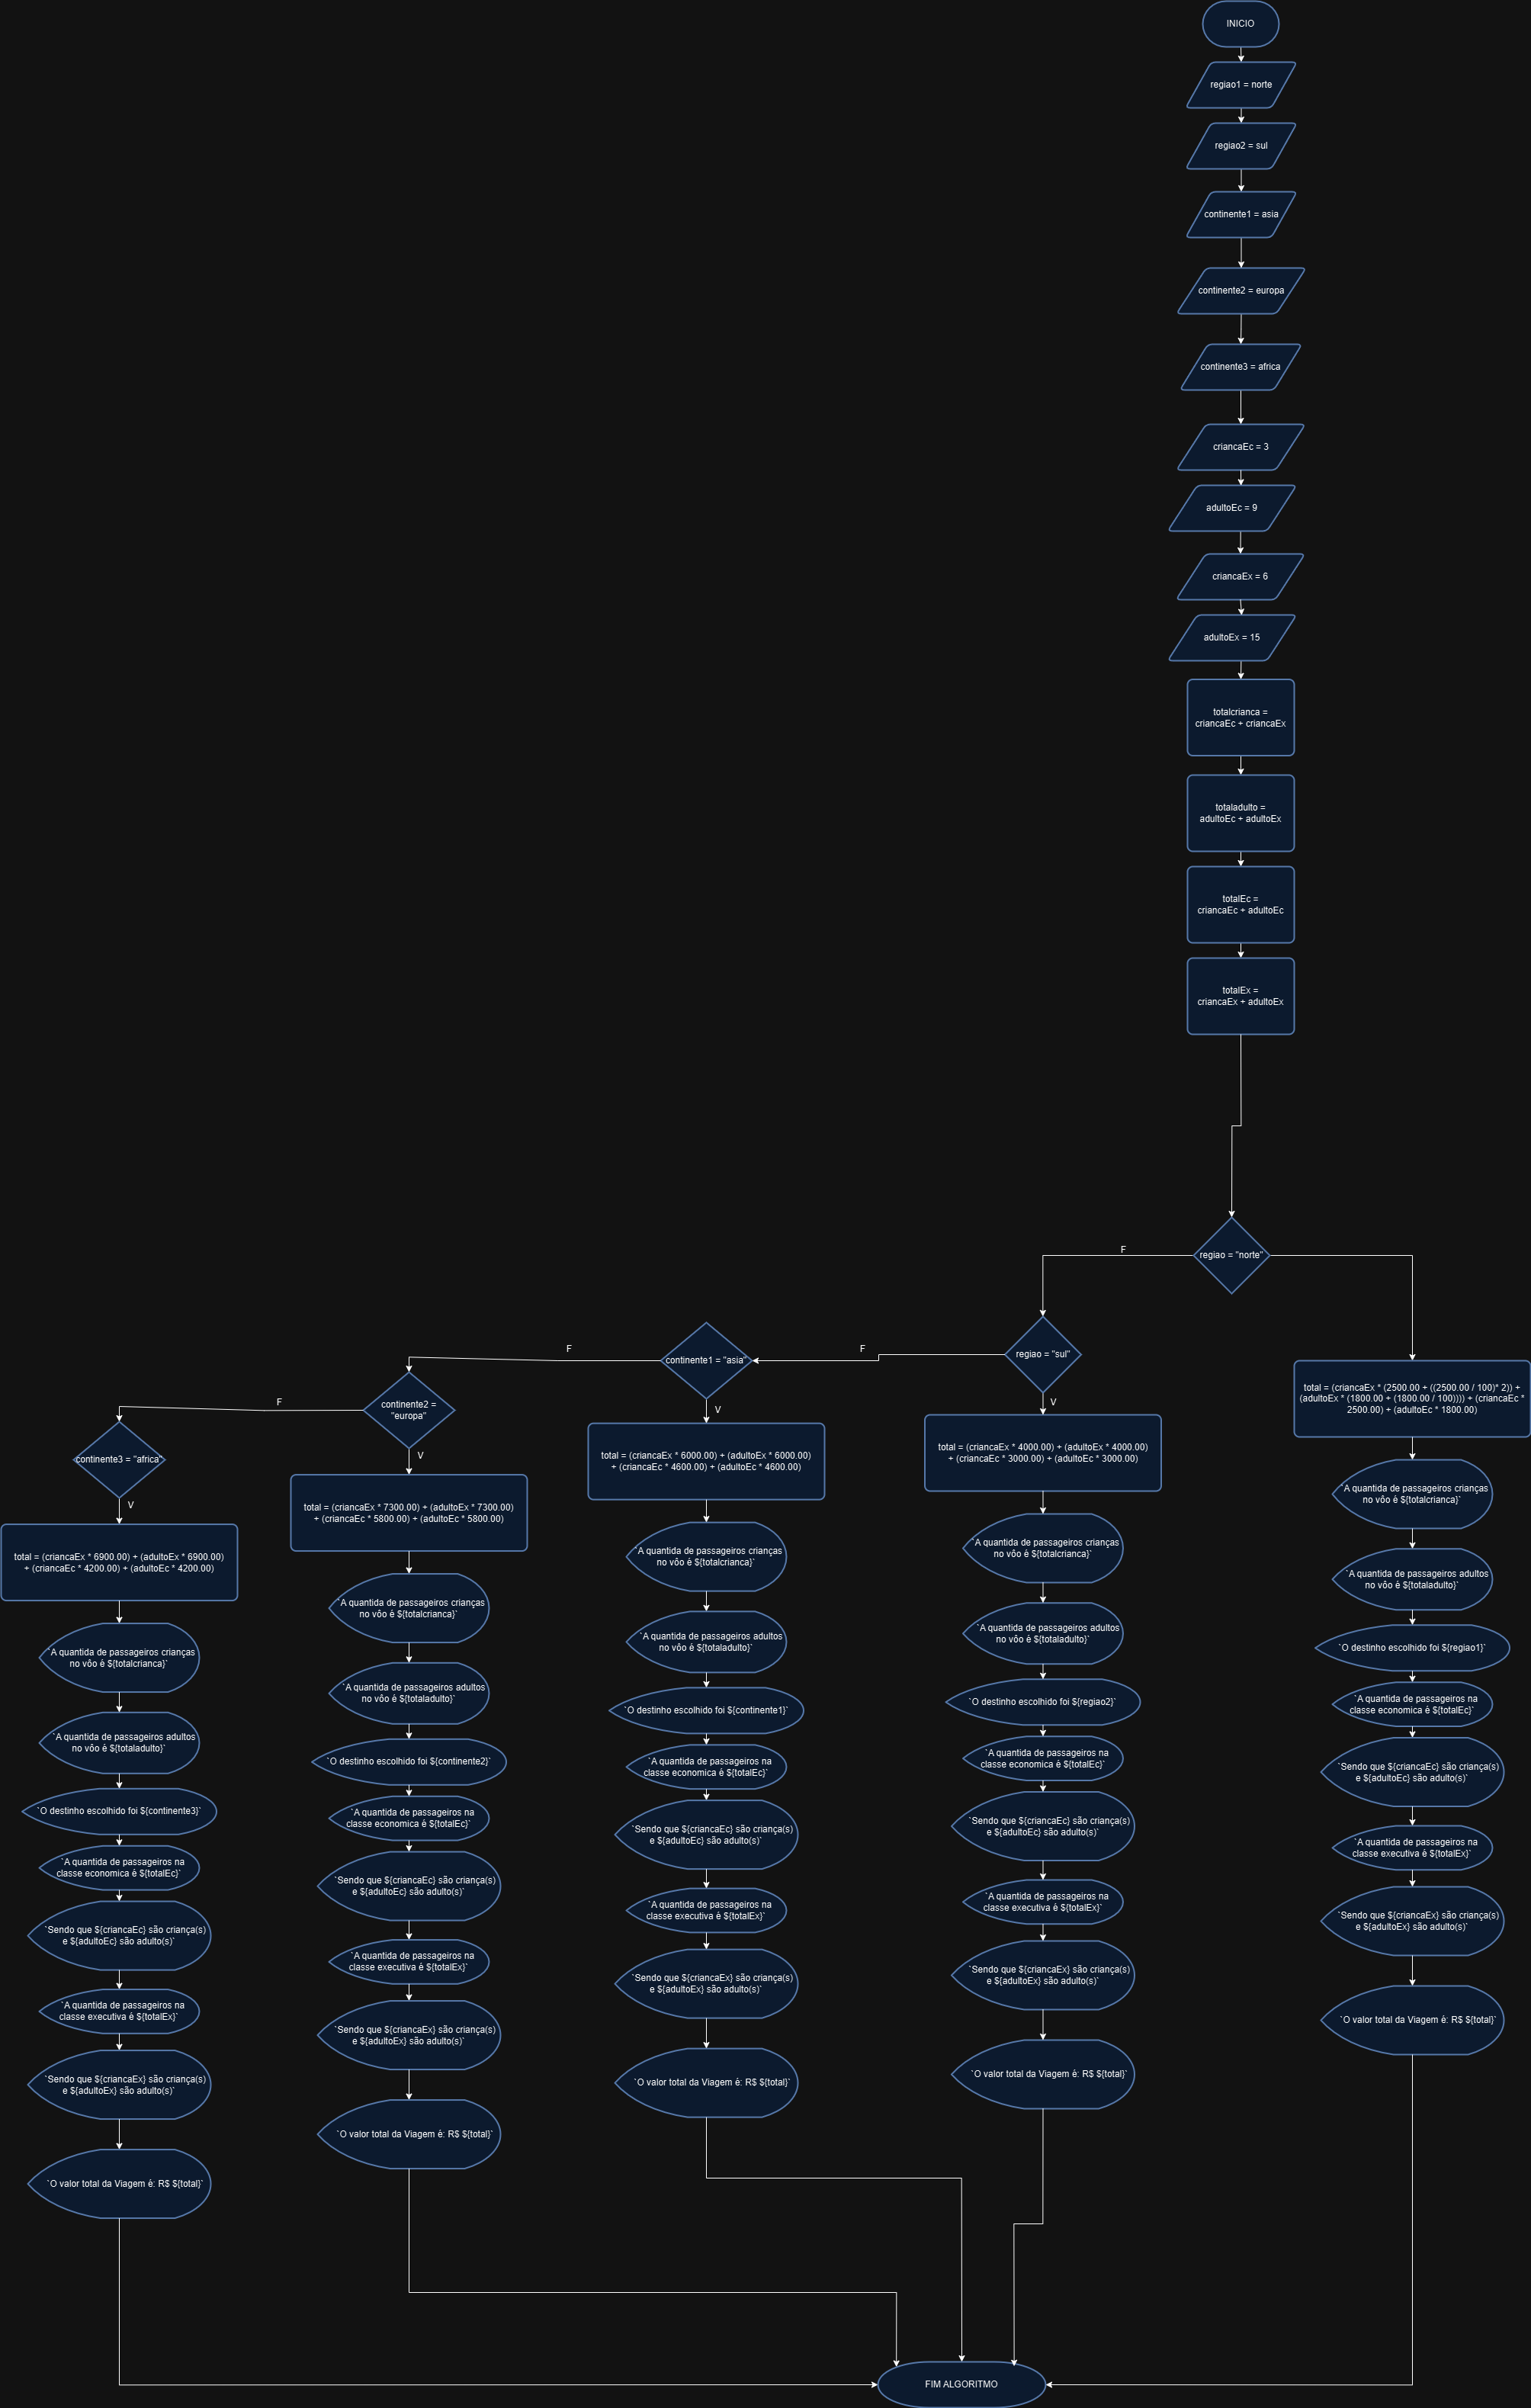 INICIO
regiao1 = norte
regiao2 = sul
continente1 = asia
continente2 = europa
continente3 = africa
criancaEc = 3
adultoEc = 9
criancaEx = 6
adultoEx = 15
totalcrianca =
criancaEc + criancaEx
totaladulto =
adultoEc + adultoEx
totalEc =
criancaEc + adultoEc
totalEx =
criancaEx + adultoEx
regiao = "norte"
total = (criancaEx * (2500.00 + ((2500.00 / 100)* 2)) +
(adultoEx * (1800.00 + (1800.00 / 100)))) + (criancaEc *
2500.00) + (adultoEc * 1800.00)
`A quantida de passageiros crianças
no vôo é ${totalcrianca}`
`A quantida de passageiros adultos
no vôo é ${totaladulto}`
`O destinho escolhido foi ${regiao1}`
`A quantida de passageiros na
classe economica é ${totalEc}`
`Sendo que ${criancaEc} são criança(s)
e ${adultoEc} são adulto(s)`
`A quantida de passageiros na
classe executiva é ${totalEx}`
`Sendo que ${criancaEx} são criança(s)
e ${adultoEx} são adulto(s)`
`O valor total da Viagem é: R$ ${total}`
F
regiao = "sul"
V
total = (criancaEx * 4000.00) + (adultoEx * 4000.00)
+ (criancaEc * 3000.00) + (adultoEc * 3000.00)
`A quantida de passageiros crianças
no vôo é ${totalcrianca}`
`A quantida de passageiros adultos
no vôo é ${totaladulto}`
`O destinho escolhido foi ${regiao2}`
`A quantida de passageiros na
classe economica é ${totalEc}`
`Sendo que ${criancaEc} são criança(s)
e ${adultoEc} são adulto(s)`
`A quantida de passageiros na
classe executiva é ${totalEx}`
`Sendo que ${criancaEx} são criança(s)
e ${adultoEx} são adulto(s)`
`O valor total da Viagem é: R$ ${total}`
F
continente1 = "asia"
V
total = (criancaEx * 6000.00) + (adultoEx * 6000.00)
+ (criancaEc * 4600.00) + (adultoEc * 4600.00)
`A quantida de passageiros crianças
no vôo é ${totalcrianca}`
`A quantida de passageiros adultos
no vôo é ${totaladulto}`
`O destinho escolhido foi ${continente1}`
`A quantida de passageiros na
classe economica é ${totalEc}`
`Sendo que ${criancaEc} são criança(s)
e ${adultoEc} são adulto(s)`
`A quantida de passageiros na
classe executiva é ${totalEx}`
`Sendo que ${criancaEx} são criança(s)
e ${adultoEx} são adulto(s)`
`O valor total da Viagem é: R$ ${total}`
F
continente2 =
"europa"
V
total = (criancaEx * 7300.00) + (adultoEx * 7300.00)
+ (criancaEc * 5800.00) + (adultoEc * 5800.00)
`A quantida de passageiros crianças
no vôo é ${totalcrianca}`
`A quantida de passageiros adultos
no vôo é ${totaladulto}`
`O destinho escolhido foi ${continente2}`
`A quantida de passageiros na
classe economica é ${totalEc}`
`Sendo que ${criancaEc} são criança(s)
e ${adultoEc} são adulto(s)`
`A quantida de passageiros na
classe executiva é ${totalEx}`
`Sendo que ${criancaEx} são criança(s)
e ${adultoEx} são adulto(s)`
`O valor total da Viagem é: R$ ${total}`
F
continente3 = "africa"
V
total = (criancaEx * 6900.00) + (adultoEx * 6900.00)
+ (criancaEc * 4200.00) + (adultoEc * 4200.00)
`A quantida de passageiros crianças
no vôo é ${totalcrianca}`
`A quantida de passageiros adultos
no vôo é ${totaladulto}`
`O destinho escolhido foi ${continente3}`
`A quantida de passageiros na
classe economica é ${totalEc}`
`Sendo que ${criancaEc} são criança(s)
e ${adultoEc} são adulto(s)`
`A quantida de passageiros na
classe executiva é ${totalEx}`
`Sendo que ${criancaEx} são criança(s)
e ${adultoEx} são adulto(s)`
`O valor total da Viagem é: R$ ${total}`
FIM ALGORITMO